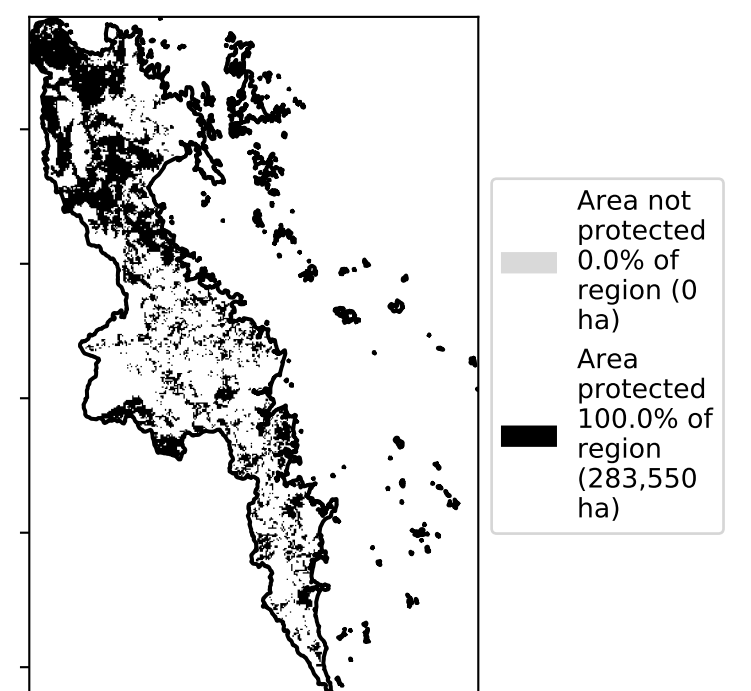 Area not
protected
0.0% of
region (0
ha)
Area
protected
100.0% of
region
(283,550
ha)